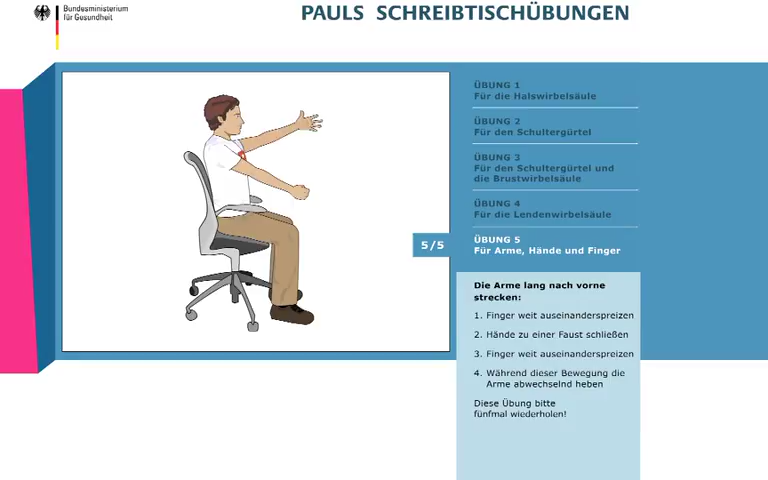 Bundesministerium
für Gesundheit
PAULS SCHREIBTISCHÜBUNGEN
ÜBUNG 1
Für die Halswirbelsäule
ÜBUNG 2
Für den Schultergürtel
ÜBUNG 3
Für den Schultergürtel und
die Brustwirbelsäule
ÜBUNG 4
Für die Lendenwirbelsäule
5/5
ÜBUNG 5
Für Arme, Hände und Finger
Die Arme lang nach vorne
strecken:
1. Finger weit auseinanderspreizen
2. Hände zu einer Faust schließen
3. Finger weit auseinanderspreizen
4. Während dieser Bewegung die
Arme abwechselnd heben
Diese Übung bitte
fünfmal wiederholen!